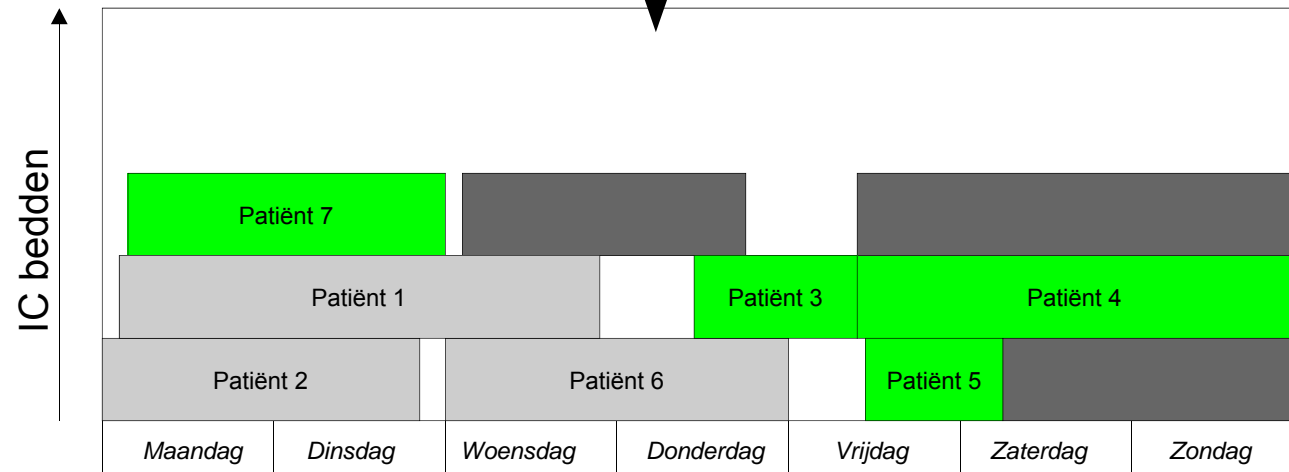 IC bedden
Patiënt 7
Patiënt 1
Patiënt 3
Patiënt 4
Patiënt 2
Patiënt 6
Patiënt 5
Maandag
Dinsdag
Woensdag
Donderdag
Vrijdag
Zaterdag
Zondag